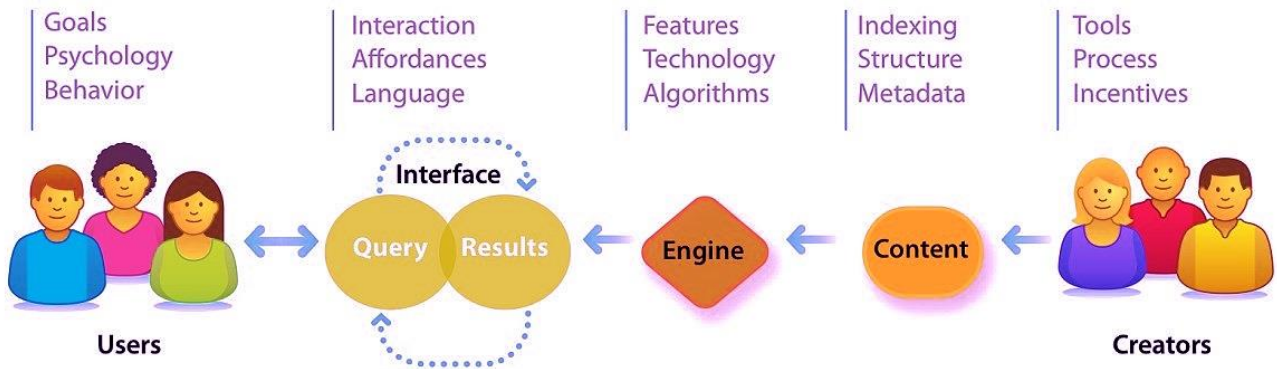 Goals
Psychology
Behavior
Interaction
Affordances
Language
Features
Technology
Algorithms
Indexing
Structure
Metadata
Tools
Process
Incentives
Interface
Query
Results
Engine
Content
Users
Creators